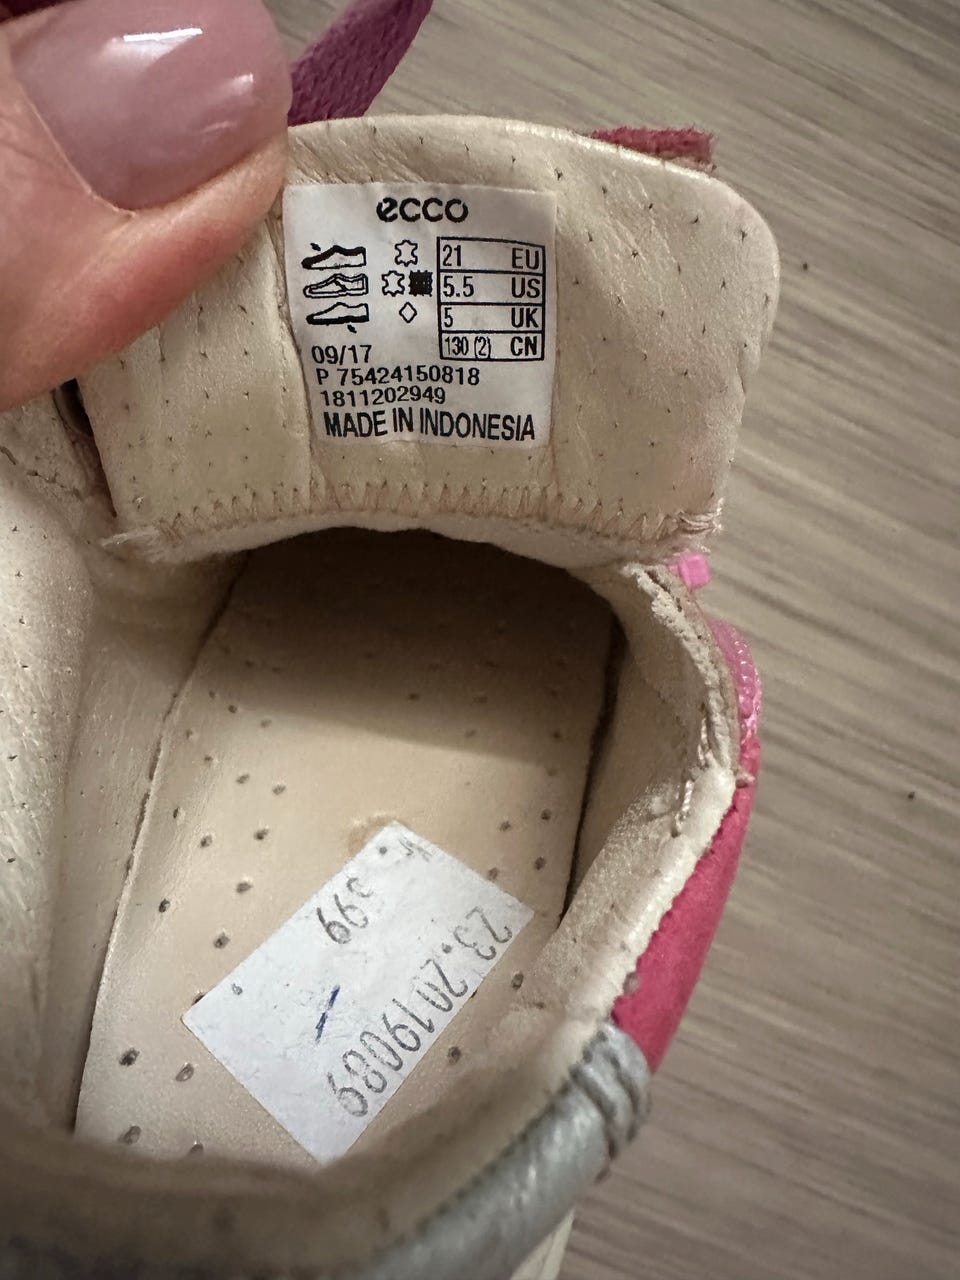 ecco
21 EU
5.5 US
5 UK
130 (2) CN
09/17
P 75424150818
1811202949
MADE IN INDONESIA
399
23.2019089